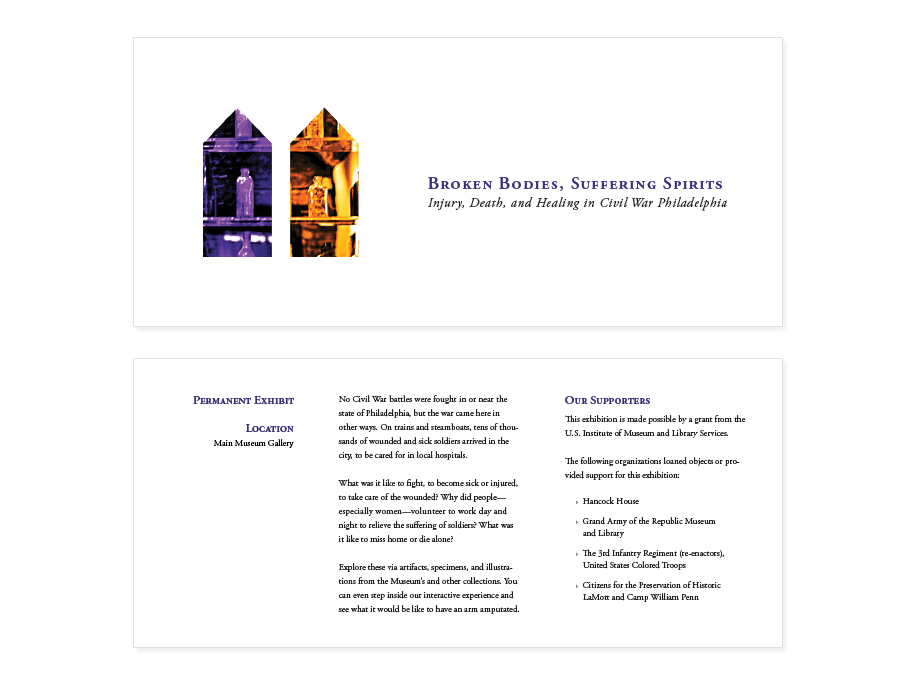 Broken Bodies, Suffering Spirits
Injury, Death, and Healing in Civil War Philadelphia
Permanent Exhibit
Location
Main Museum Gallery
No Civil War battles were fought in or near the
state of Philadelphia, but the war came here in
other ways. On trains and steamboats, tens of thou-
sands of wounded and sick soldiers arrived in the
city, to be cared for in local hospitals.
What was it like to fight, to become sick or injured,
to take care of the wounded? Why did people—
especially women—volunteer to work day and
night to relieve the suffering of soldiers? What was
it like to miss home or die alone?
Explore these via artifacts, specimens, and illustra-
tions from the Museum's and other collections. You
can even step inside our interactive experience and
see what it would be like to have an arm amputated.
Our Supporters
This exhibition is made possible by a grant from the
U.S. Institute of Museum and Library Services.
The following organizations loaned objects or pro-
vided support for this exhibition:
› Hancock House
› Grand Army of the Republic Museum
and Library
› The 3rd Infantry Regiment (re-enactors),
United States Colored Troops
› Citizens for the Preservation of Historic
LaMott and Camp William Penn